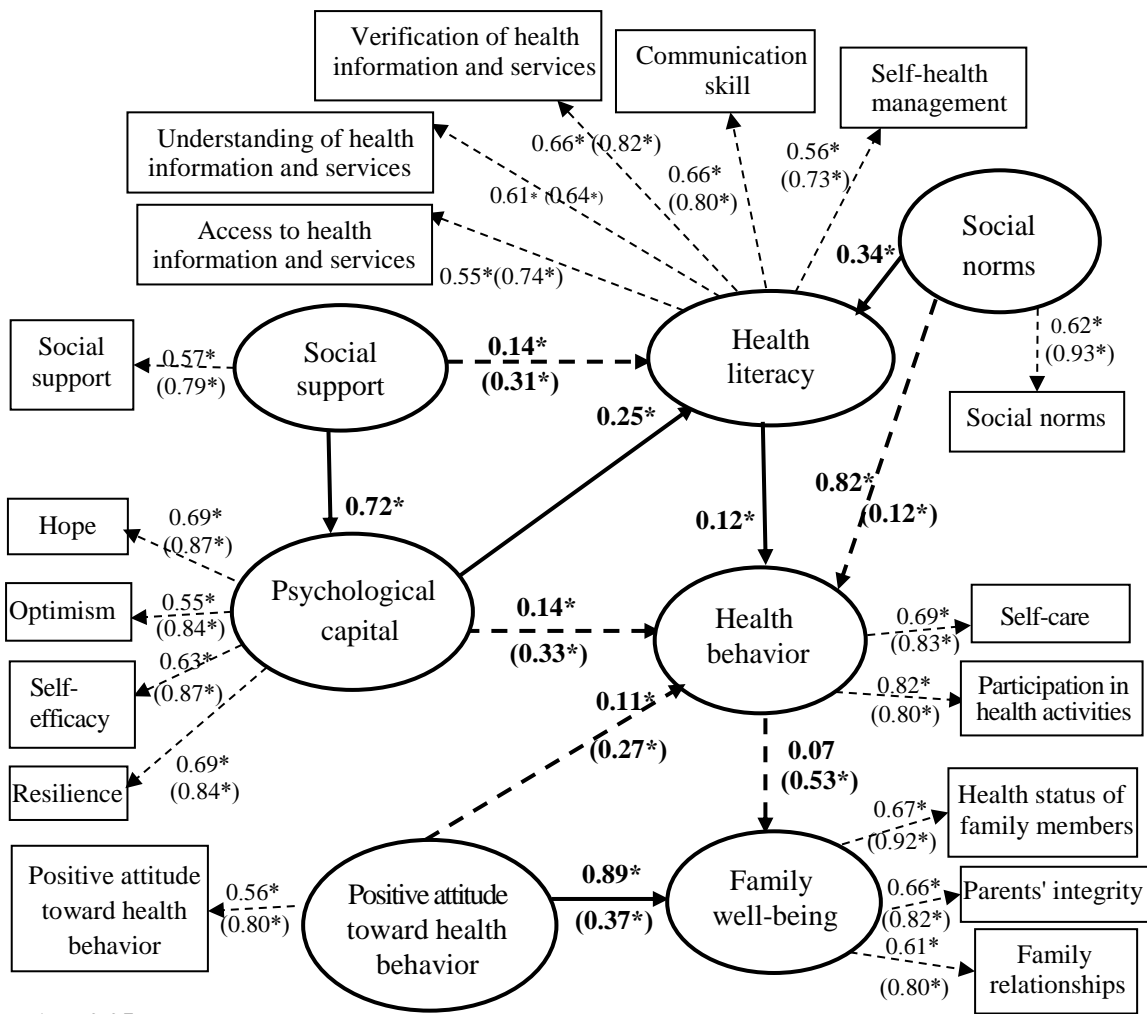 Verification of health
information and services
Communication
skill
Self-health
management
Understanding of health
information and services
Access to health
information and services
0.66* (0.82*)
0.66*
(0.80*)
0.56*
(0.73*)
0.61* (0.64*)
0.55*(0.74*)
Social
norms
0.34*
0.62*
(0.93*)
Social norms
Social
support
0.57*
(0.79*)
Social
support
0.14*
(0.31*)
Health
literacy
0.25*
0.72*
0.12*
0.82*
(0.12*)
Hope
0.69*
(0.87*)
Optimism
0.55*
(0.84*)
Self-
efficacy
0.63*
(0.87*)
Resilience
0.69*
(0.84*)
Psychological
capital
0.14*
(0.33*)
Health
behavior
0.69*
(0.83*)
Self-care
0.82*
(0.80*)
Participation in
health activities
0.11*
(0.27*)
0.07
(0.53*)
Positive attitude
toward health
behavior
0.56*
(0.80*)
Positive attitude
toward health
behavior
0.89*
(0.37*)
Family
well-being
0.67*
(0.92*)
Health status of
family members
0.66*
(0.82*)
Parents' integrity
0.61*
(0.80*)
Family
relationships